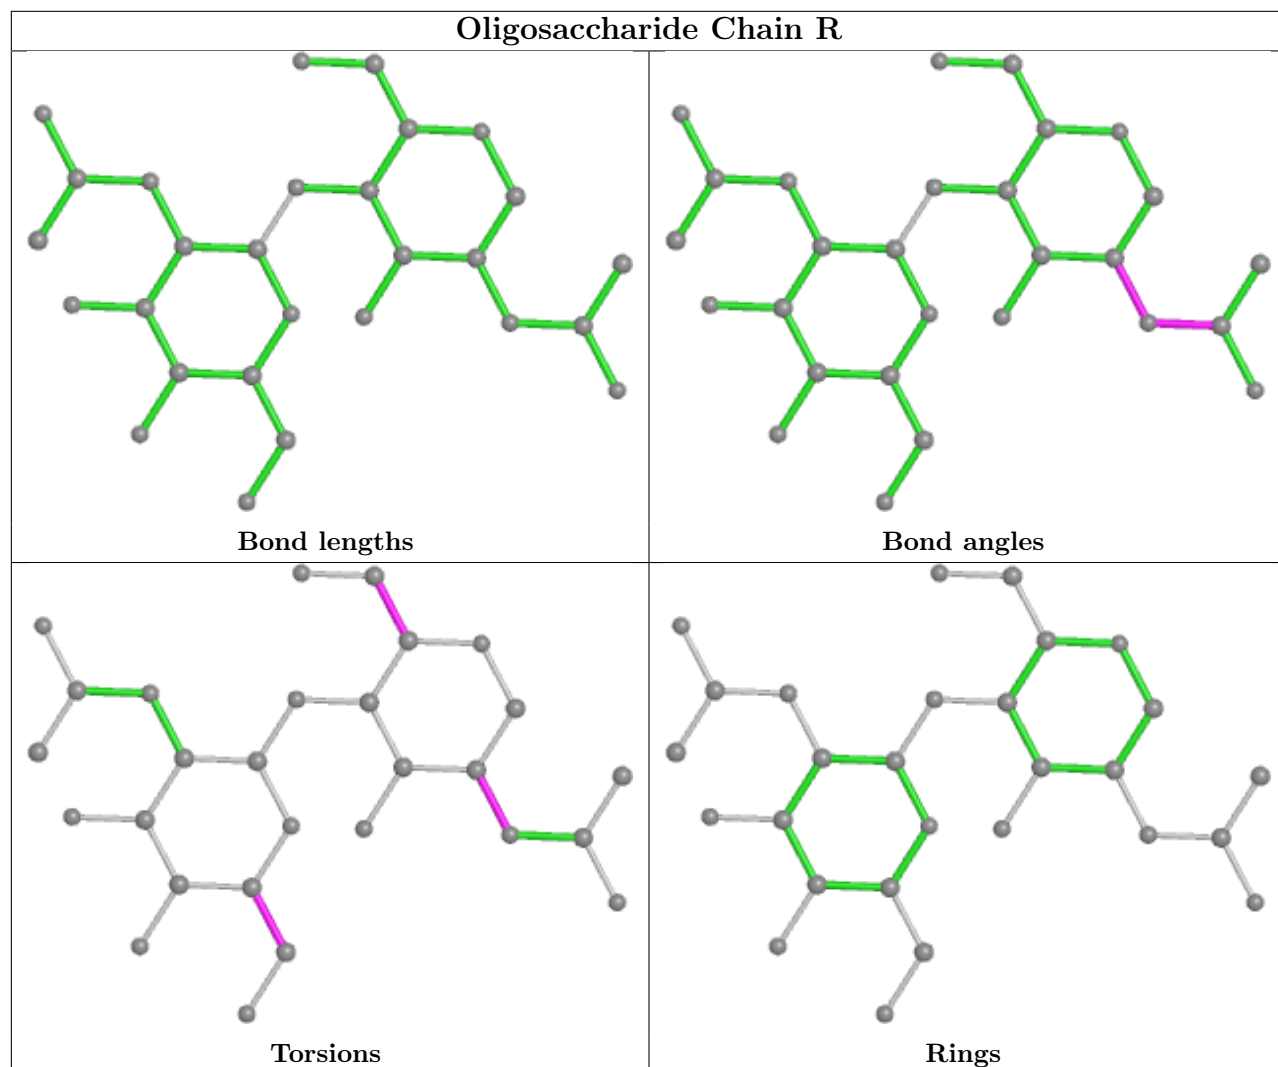 Oligosaccharide Chain R
Bond lengths
Bond angles
Torsions
Rings